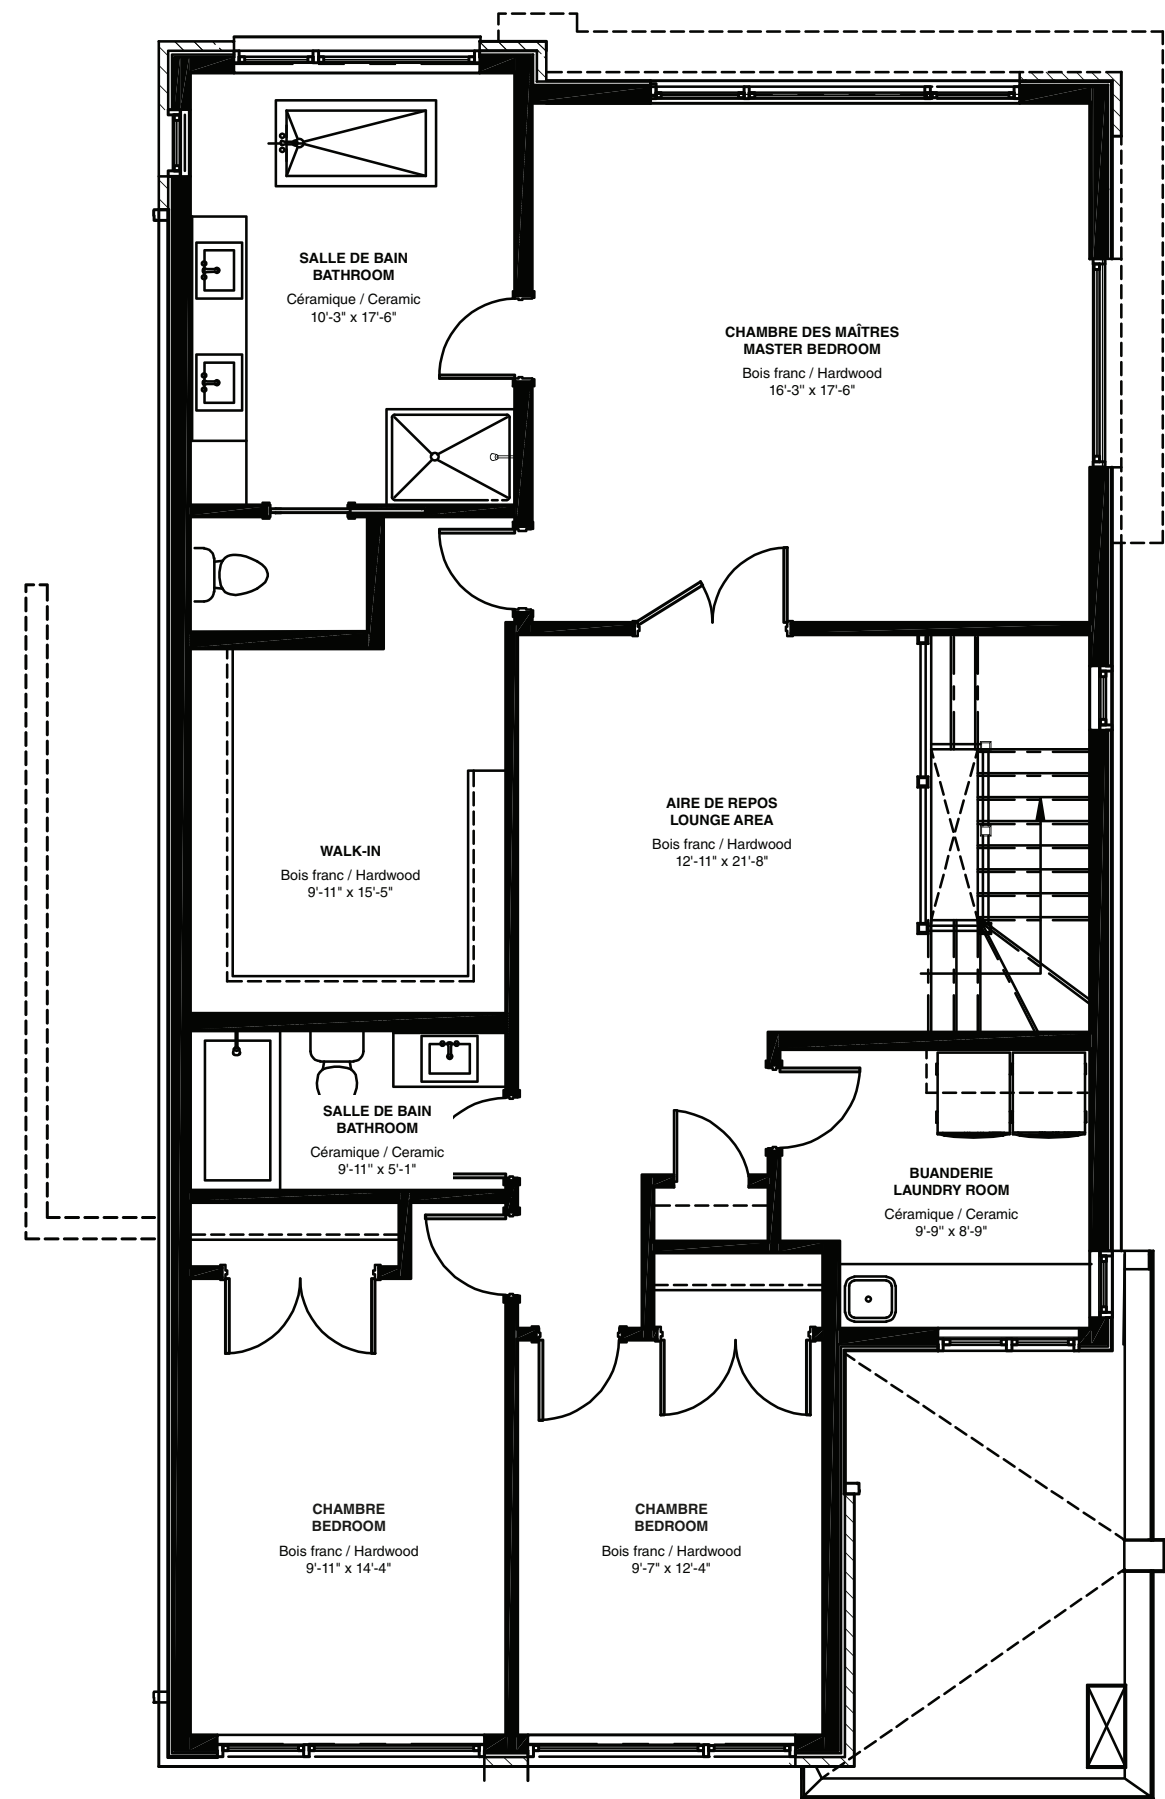 SALLE DE BAIN
BATHROOM
Céramique / Ceramic
10'-3" x 17'-6"
CHAMBRE DES MAÎTRES
MASTER BEDROOM
Bois franc / Hardwood
16'-3" x 17'-6"
AIRE DE REPOS
LOUNGE AREA
Bois franc / Hardwood
12'-11" x 21'-8"
WALK-IN
Bois franc / Hardwood
9'-11" x 15'-5"
SALLE DE BAIN
BATHROOM
Céramique / Ceramic
9'-11" x 5'-1"
BUANDERIE
LAUNDRY ROOM
Céramique / Ceramic
9'-9" x 8'-9"
CHAMBRE
BEDROOM
Bois franc / Hardwood
9'-11" x 14'-4"
CHAMBRE
BEDROOM
Bois franc / Hardwood
9'-7" x 12'-4"